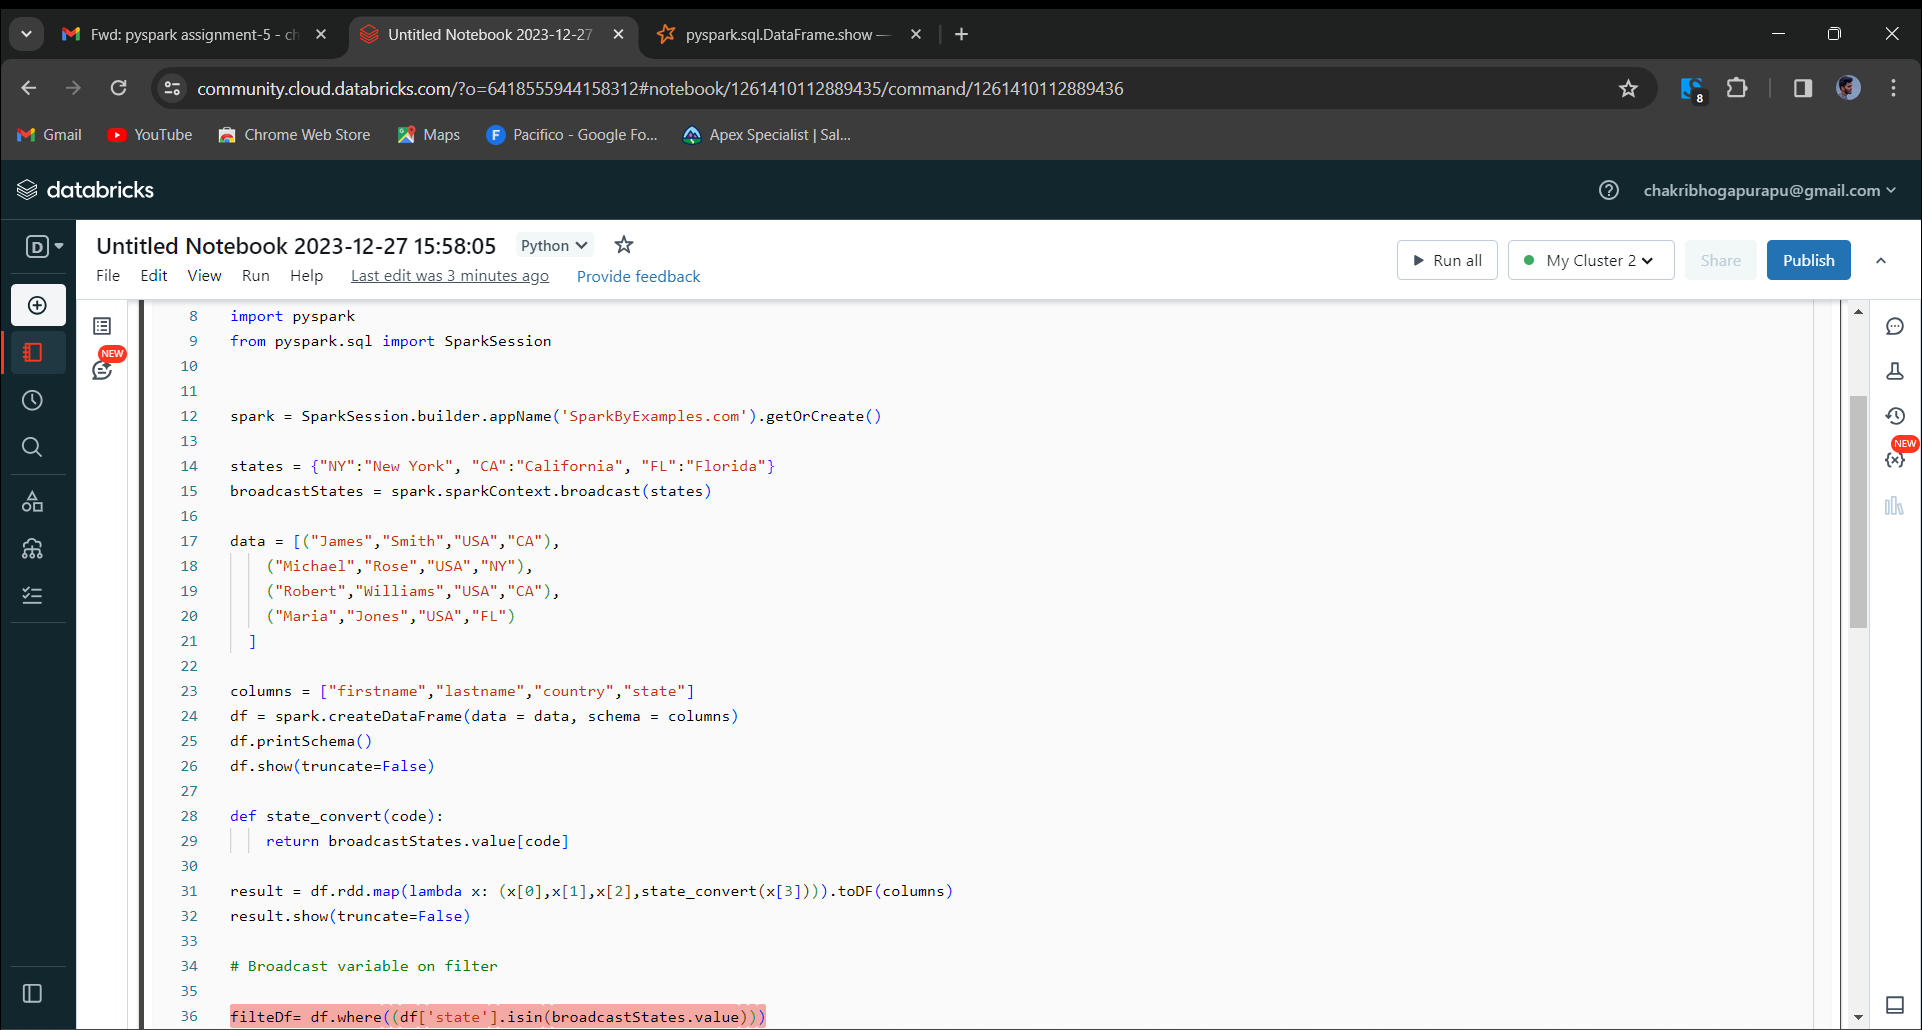 Fwd: pyspark assignment-5 - ch
Untitled Notebook 2023-12-27
pyspark.sql.DataFrame.show —
community.cloud.databricks.com/?o=6418555944158312#notebook/1261410112889435/command/1261410112889436
8
Gmail
YouTube
Chrome Web Store
Maps
Pacifico - Google Fo...
Apex Specialist | Sal...
databricks
chakribhogapurapu@gmail.com
D
Untitled Notebook 2023-12-27 15:58:05
Python
File Edit View Run Help Last edit was 3 minutes ago Provide feedback
Run all
My Cluster 2
Share
Publish
NEW
NEW
8 import pyspark
9 from pyspark.sql import SparkSession
10
11
12 spark = SparkSession.builder.appName('SparkByExamples.com').getOrCreate()
13
14 states = {"NY":"New York", "CA":"California", "FL":"Florida"}
15 broadcastStates = spark.sparkContext.broadcast(states)
16
17 data = [("James","Smith","USA","CA"),
18 ("Michael","Rose","USA","NY"),
19 ("Robert","Williams","USA","CA"),
20 ("Maria","Jones","USA","FL")
21 ]
22
23 columns = ["firstname","lastname","country","state"]
24 df = spark.createDataFrame(data = data, schema = columns)
25 df.printSchema()
26 df.show(truncate=False)
27
28 def state_convert(code):
29 return broadcastStates.value[code]
30
31 result = df.rdd.map(lambda x: (x[0],x[1],x[2],state_convert(x[3]))).toDF(columns)
32 result.show(truncate=False)
33
34 # Broadcast variable on filter
35
36 filteDf= df.where((df['state'].isin(broadcastStates.value)))